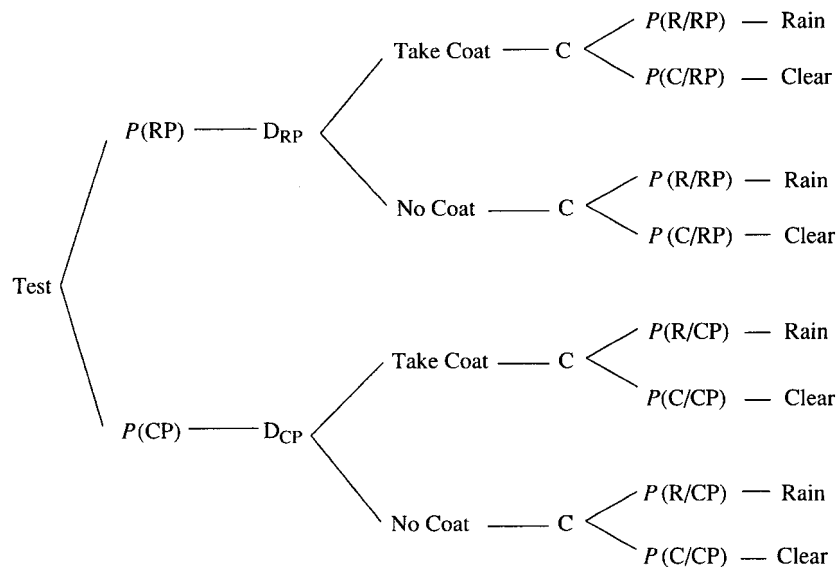 P(R/RP) — Rain
Take Coat — C
P(C/RP) — Clear
P(RP) — D_RP
P(R/RP) — Rain
No Coat — C
P(C/RP) — Clear
Test
P(R/CP) — Rain
Take Coat — C
P(C/CP) — Clear
P(CP) — D_CP
P(R/CP) — Rain
No Coat — C
P(C/CP) — Clear